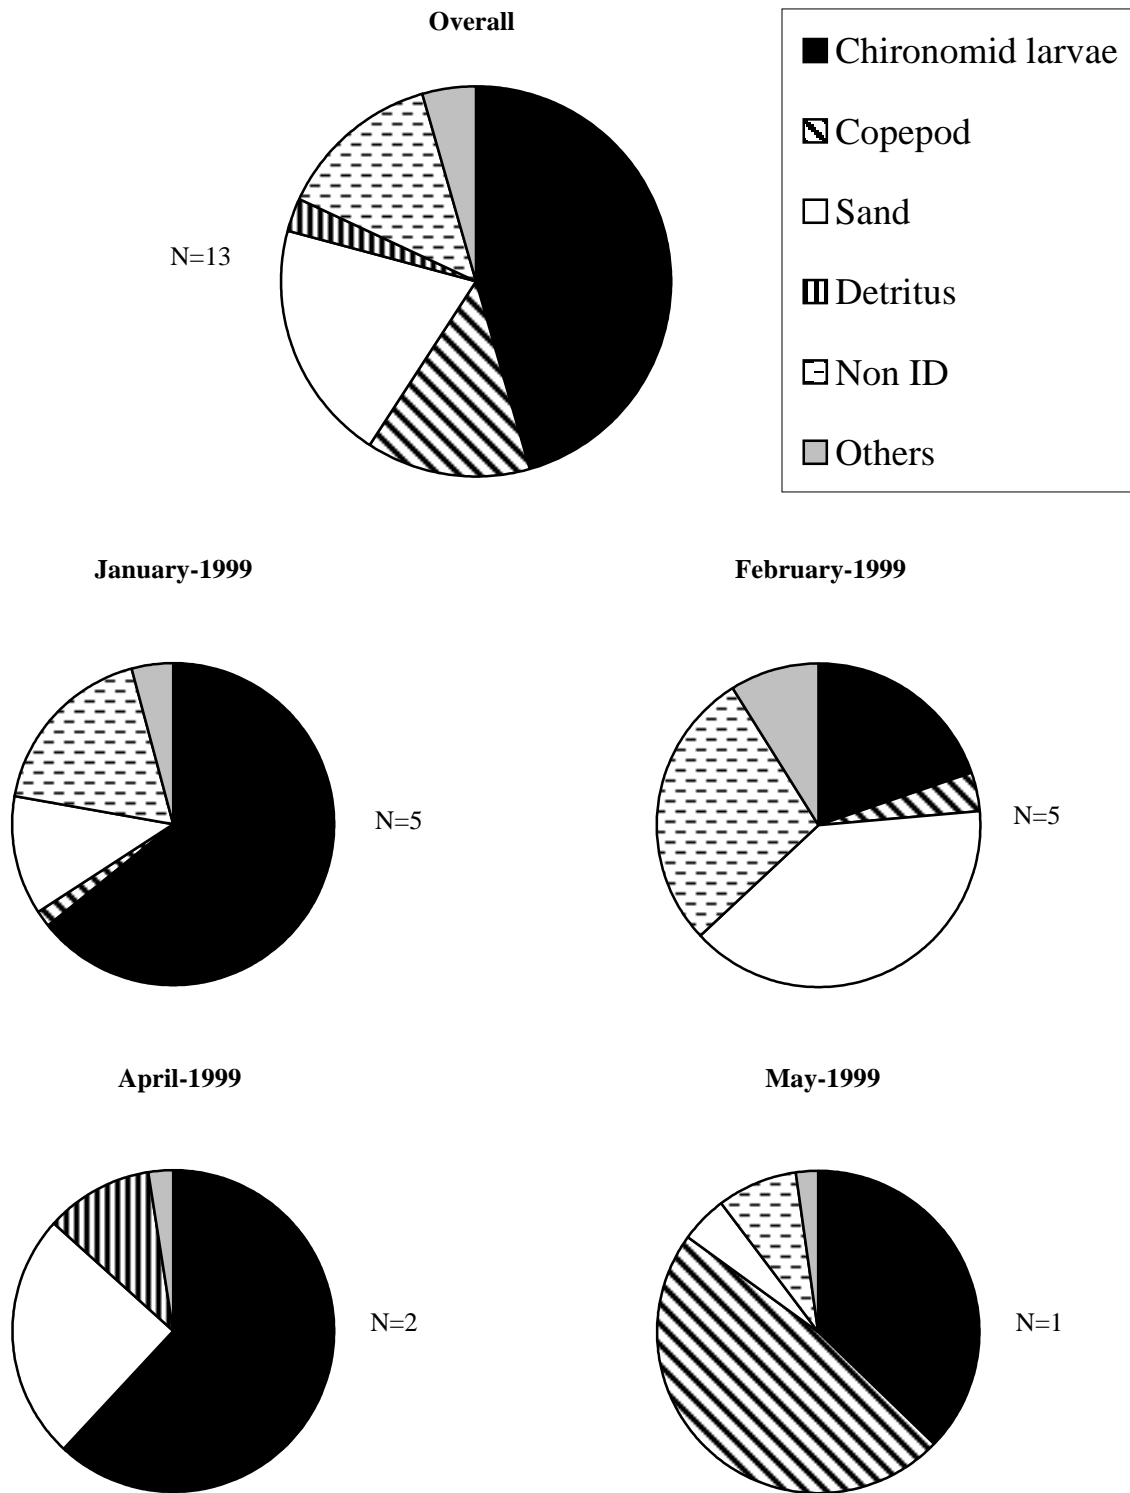 Overall
Chironomid larvae
Copepod
Sand
Detritus
Non ID
Others
N=13
January-1999
February-1999
N=5
N=5
April-1999
May-1999
N=2
N=1